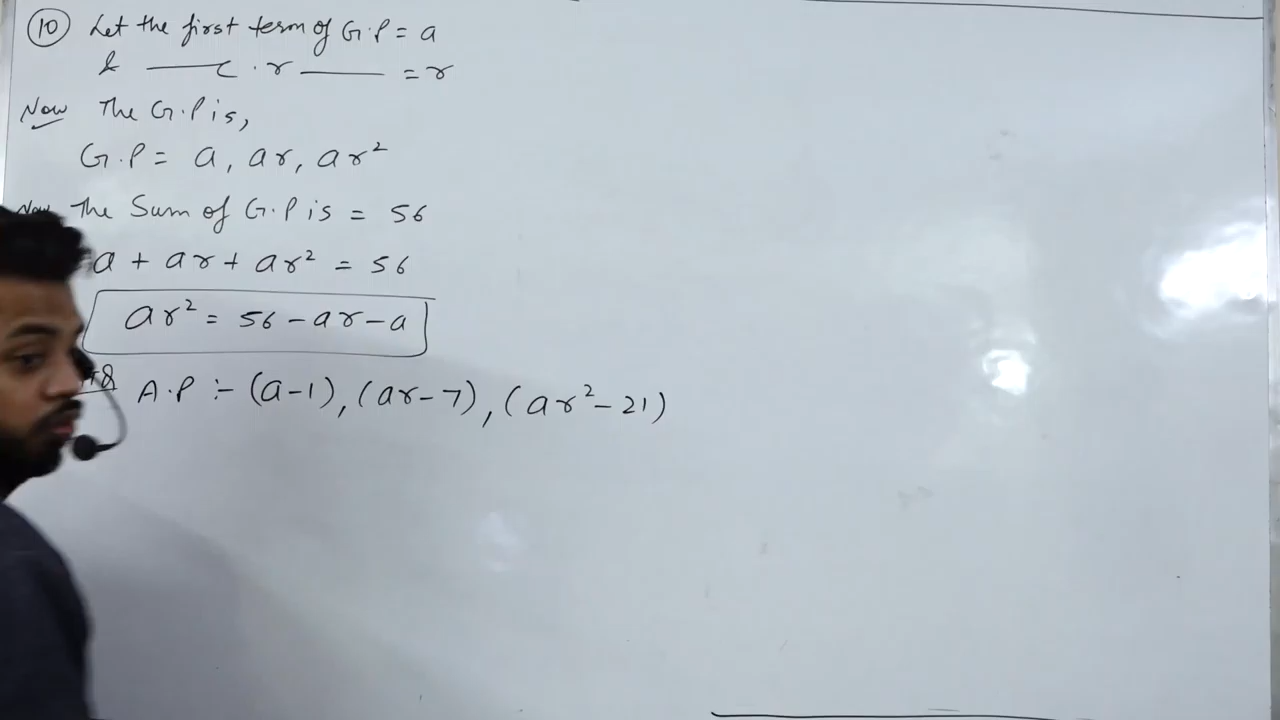 10 Let the first term of G.P = a
& —— C . r —— = r
Now The G.P is,
G.P = a, ar, ar²
Now The Sum of G.P is = 56
a + ar + ar² = 56
ar² = 56 - ar - a
A.P :- (a-1), (ar-7), (ar²-21)